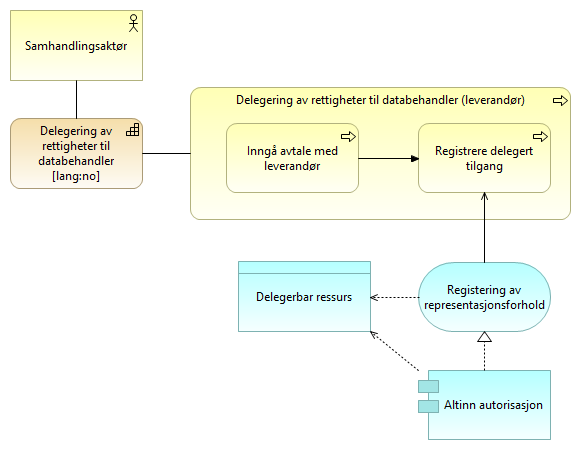 Samhandlingsaktør
Delegering av
rettigheter til
databehandler
[lang:no]
Delegering av rettigheter til databehandler (leverandør)
Inngå avtale med
leverandør
Registrere delegert
tilgang
Delegerbar ressurs
Registering av
representasjonsforhold
Altinn autorisasjon